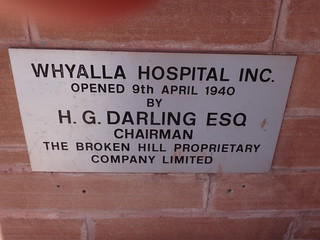 WHYALLA HOSPITAL INC.
OPENED 9th APRIL 1940
BY
H. G. DARLING ESQ
CHAIRMAN
THE BROKEN HILL PROPRIETARY
COMPANY LIMITED